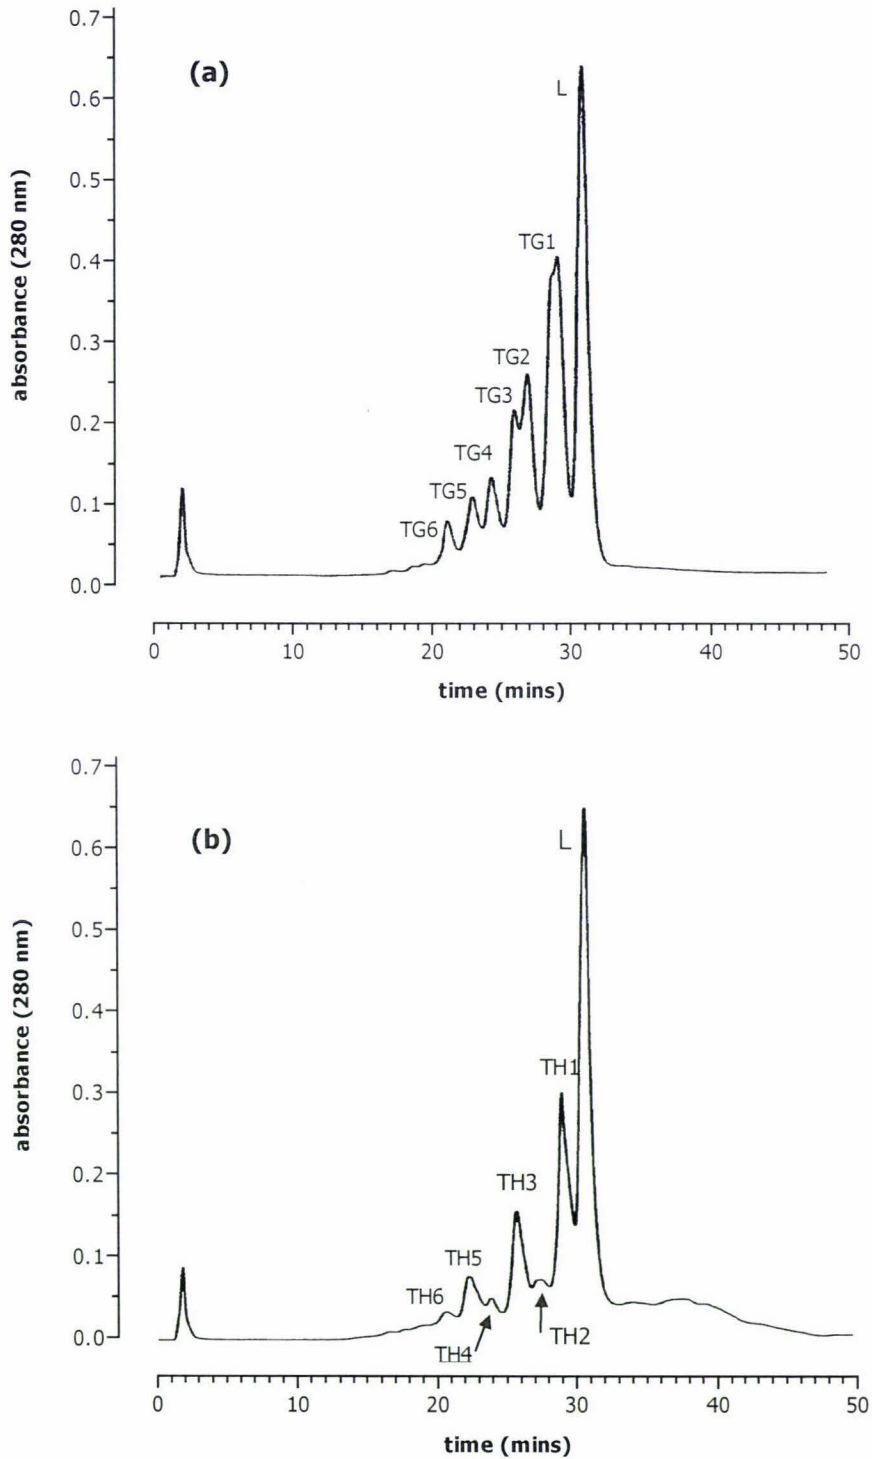 0.7
(a)
L
0.6
0.5
TG1
0.4
TG2
0.3
TG3
TG4
0.2
TG5
TG6
0.1
0.0
absorbance (280 nm)
0 10 20 30 40 50
time (mins)
0.7
(b)
L
0.6
0.5
0.4
TH1
0.3
TH3
0.2
TH5
0.1
TH6
0.0
TH4
TH2
absorbance (280 nm)
0 10 20 30 40 50
time (mins)